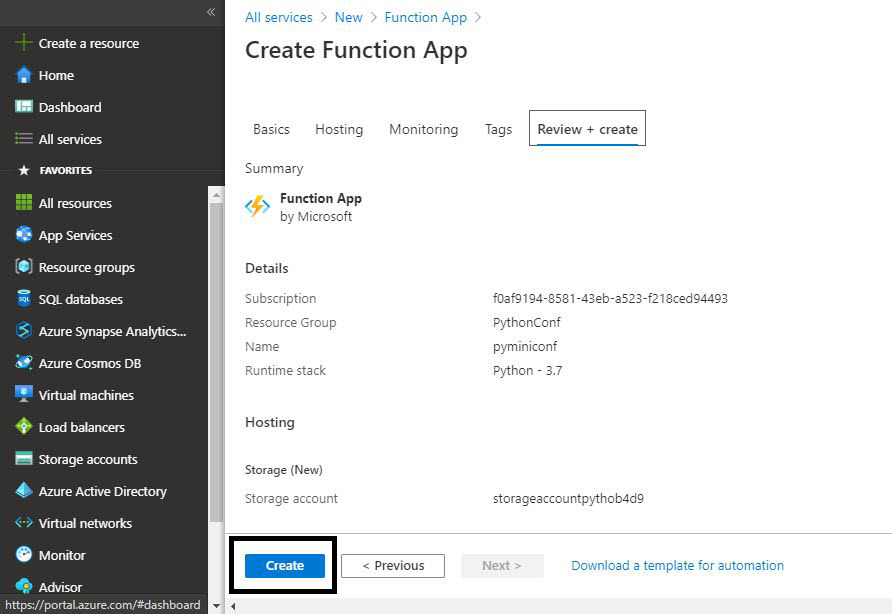 «
Create a resource
Home
Dashboard
All services
FAVORITES
All resources
App Services
Resource groups
SQL databases
Azure Synapse Analytics...
Azure Cosmos DB
Virtual machines
Load balancers
Storage accounts
Azure Active Directory
Virtual networks
Monitor
Advisor
https://portal.azure.com/#dashboard
All services > New > Function App >
Create Function App
Basics Hosting Monitoring Tags Review + create
Summary
Function App
by Microsoft
Details
Subscription f0af9194-8581-43eb-a523-f218ced94493
Resource Group PythonConf
Name pyminiconf
Runtime stack Python - 3.7
Hosting
Storage (New)
Storage account storageaccountpythob4d9
Create < Previous Next > Download a template for automation